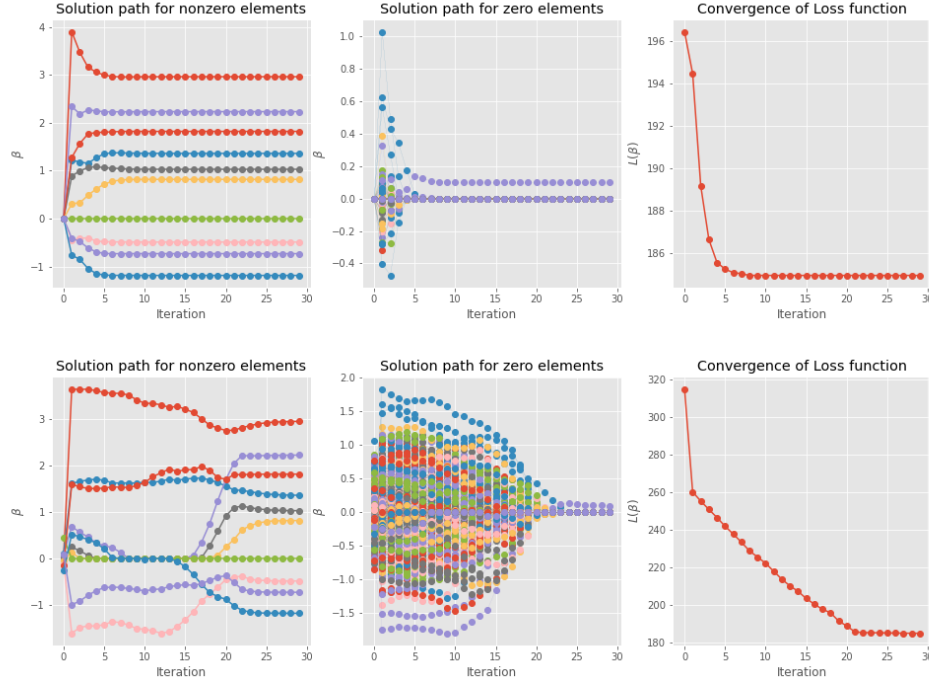 Solution path for nonzero elements
4
3
2
1
0
−1
β
0 5 10 15 20 25 30
Iteration
Solution path for zero elements
1.0
0.8
0.6
0.4
0.2
0.0
−0.2
−0.4
β
0 5 10 15 20 25 30
Iteration
Convergence of Loss function
196
194
192
190
188
186
L(β)
0 5 10 15 20 25 30
Iteration
Solution path for nonzero elements
3
2
1
0
−1
β
0 5 10 15 20 25 30
Iteration
Solution path for zero elements
2.0
1.5
1.0
0.5
0.0
−0.5
−1.0
−1.5
β
0 5 10 15 20 25 30
Iteration
Convergence of Loss function
320
300
280
260
240
220
200
180
L(β)
0 5 10 15 20 25 30
Iteration